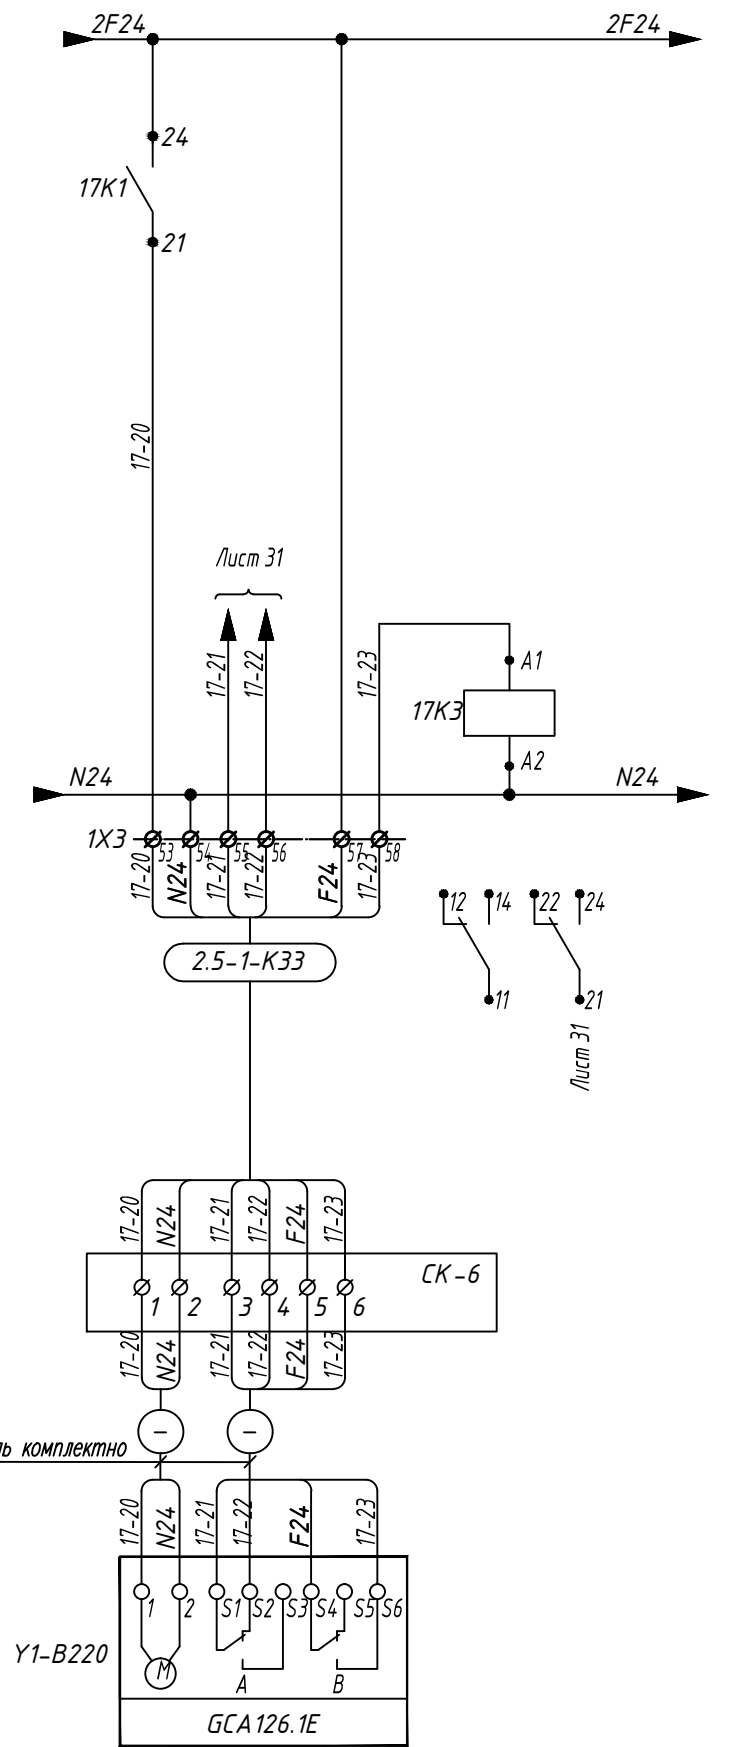 2F24 2F24
24
17K1
21
17-20
Лист 31
17-21 17-22 17-23
A1
17K3
A2
N24 N24
1X3 53 54 55 56 57 58
17-20 N24 17-21 17-22 F24 17-23
12 14 22 24
2.5-1-K33
11 21
Лист 31
17-20 N24 17-21 17-22 F24 17-23
СК-6
1 2 3 4 5 6
17-20 N24 17-21 17-22 F24 17-23
- -
комплектно
17-20 N24 17-21 17-22 F24 17-23
1 2 S1 S2 S3 S4 S5 S6
Y1-B220
M
A B
GCA126.1E